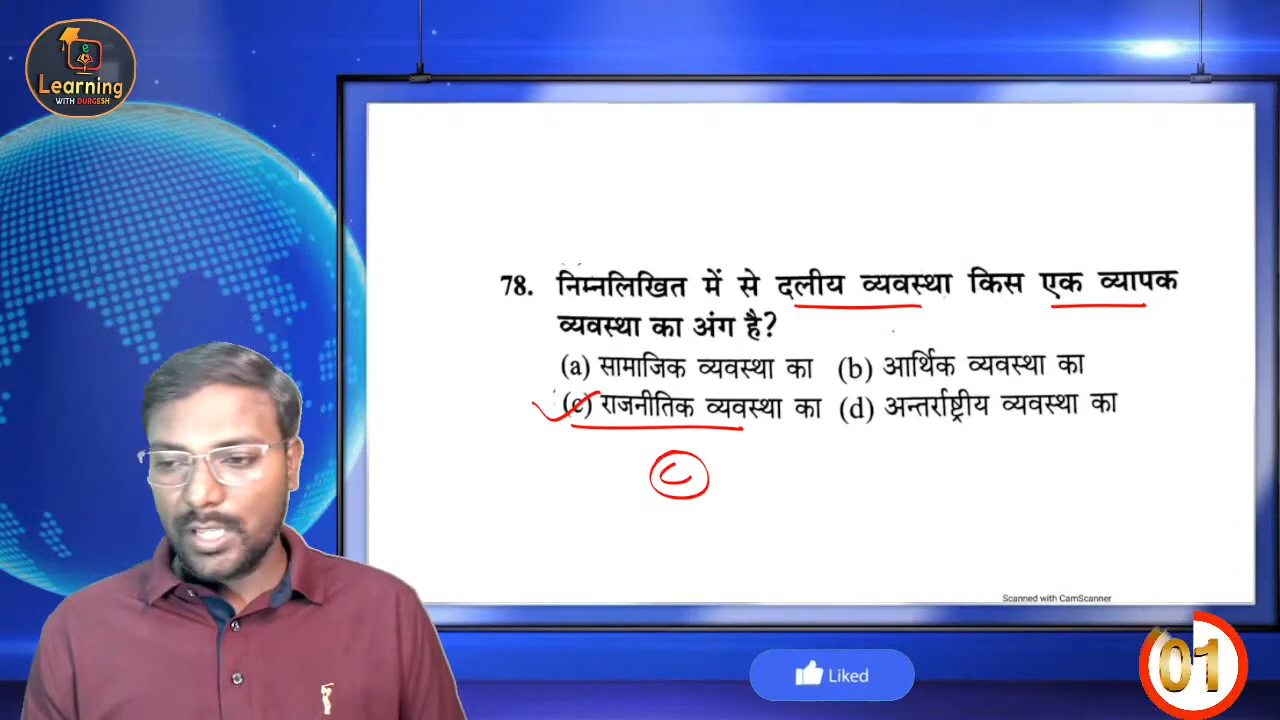 e
Learning
WITH DURGESH
78. निम्नलिखित में से दलीय व्यवस्था किस एक व्यापक
व्यवस्था का अंग है?
(a) सामाजिक व्यवस्था का (b) आर्थिक व्यवस्था का
(c) राजनीतिक व्यवस्था का (d) अन्तर्राष्ट्रीय व्यवस्था का
C
Scanned with CamScanner
Liked
01